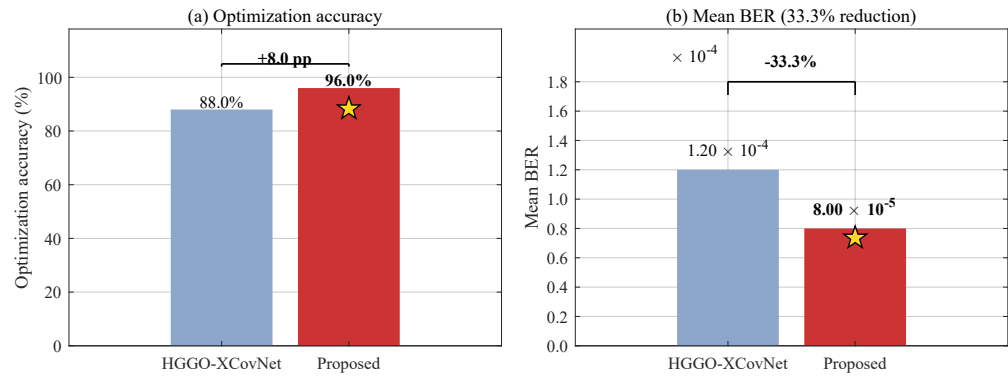 (a) Optimization accuracy
Optimization accuracy (%)
100
80
60
40
20
0
+8.0 pp
88.0%
96.0%
HGGO-XCovNet
Proposed
(b) Mean BER (33.3% reduction)
Mean BER
× 10⁻⁴
1.8
1.6
1.4
1.2
1.0
0.8
0.6
0.4
0.2
0.0
-33.3%
1.20 × 10⁻⁴
8.00 × 10⁻⁵
HGGO-XCovNet
Proposed